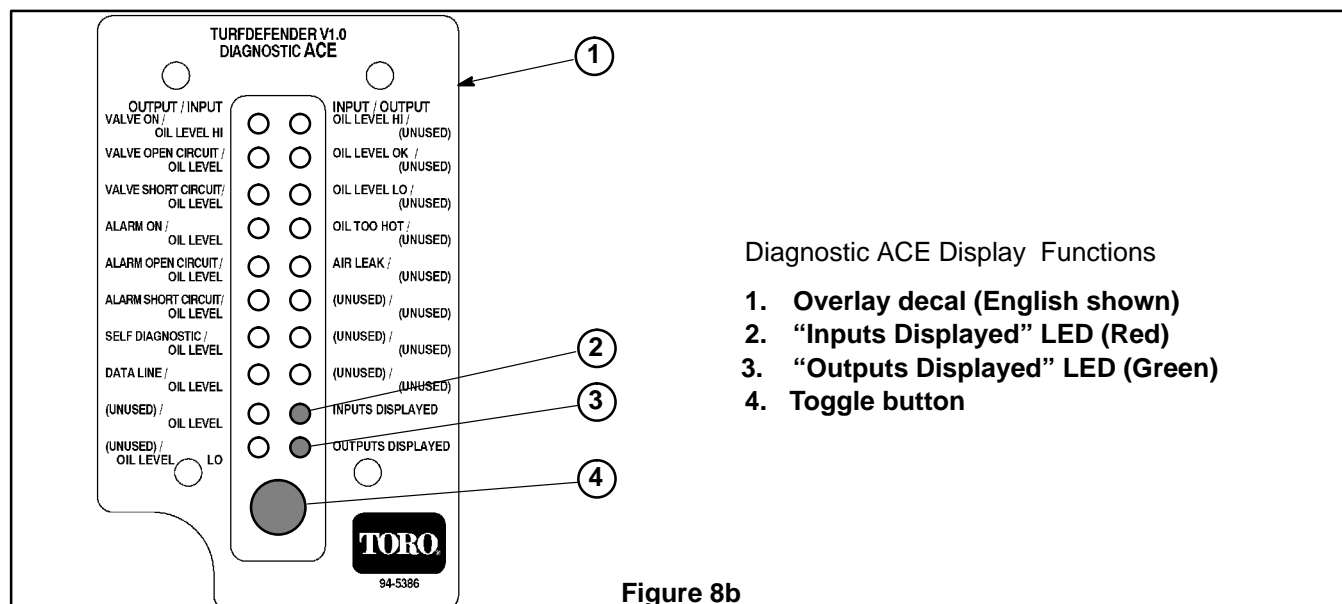 TURFDEFENDER V1.0
DIAGNOSTIC ACE
1
OUTPUT / INPUT
INPUT / OUTPUT
VALVE ON /
OIL LEVEL HI
OIL LEVEL HI /
(UNUSED)
VALVE OPEN CIRCUIT /
OIL LEVEL
OIL LEVEL OK /
(UNUSED)
VALVE SHORT CIRCUIT/
OIL LEVEL
OIL LEVEL LO /
(UNUSED)
ALARM ON /
OIL LEVEL
OIL TOO HOT /
(UNUSED)
ALARM OPEN CIRCUIT/
OIL LEVEL
AIR LEAK /
(UNUSED)
ALARM SHORT CIRCUIT/
OIL LEVEL
(UNUSED) /
(UNUSED)
SELF DIAGNOSTIC /
OIL LEVEL
(UNUSED) /
(UNUSED)
DATA LINE /
OIL LEVEL
(UNUSED) /
(UNUSED)
(UNUSED) /
OIL LEVEL
INPUTS DISPLAYED
(UNUSED) /
OIL LEVEL LO
OUTPUTS DISPLAYED
2
3
4
TORO®
94-5386
Diagnostic ACE Display Functions
1. Overlay decal (English shown)
2. “Inputs Displayed” LED (Red)
3. “Outputs Displayed” LED (Green)
4. Toggle button
Figure 8b